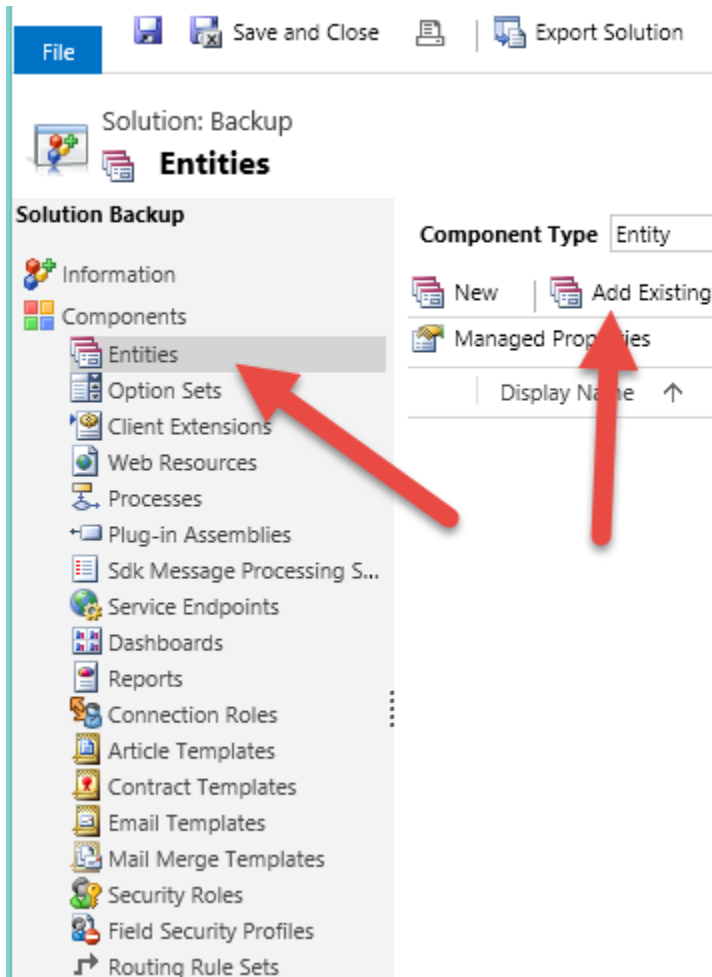 File
Save and Close
Export Solution
Solution: Backup
Entities
Solution Backup
Information
Components
Entities
Option Sets
Client Extensions
Web Resources
Processes
Plug-in Assemblies
Sdk Message Processing S...
Service Endpoints
Dashboards
Reports
Connection Roles
Article Templates
Contract Templates
Email Templates
Mail Merge Templates
Security Roles
Field Security Profiles
Routing Rule Sets
Component Type Entity
New Add Existing
Managed Properties
Display Name